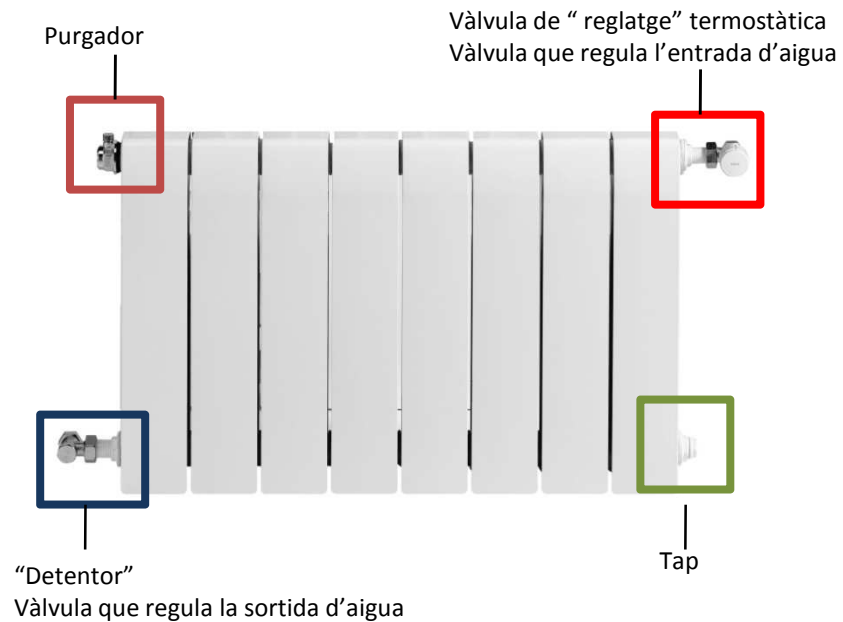 Purgador
Vàlvula de “ reglatge” termostàtica
Vàlvula que regula l’entrada d’aigua
“Detentor”
Vàlvula que regula la sortida d’aigua
Tap